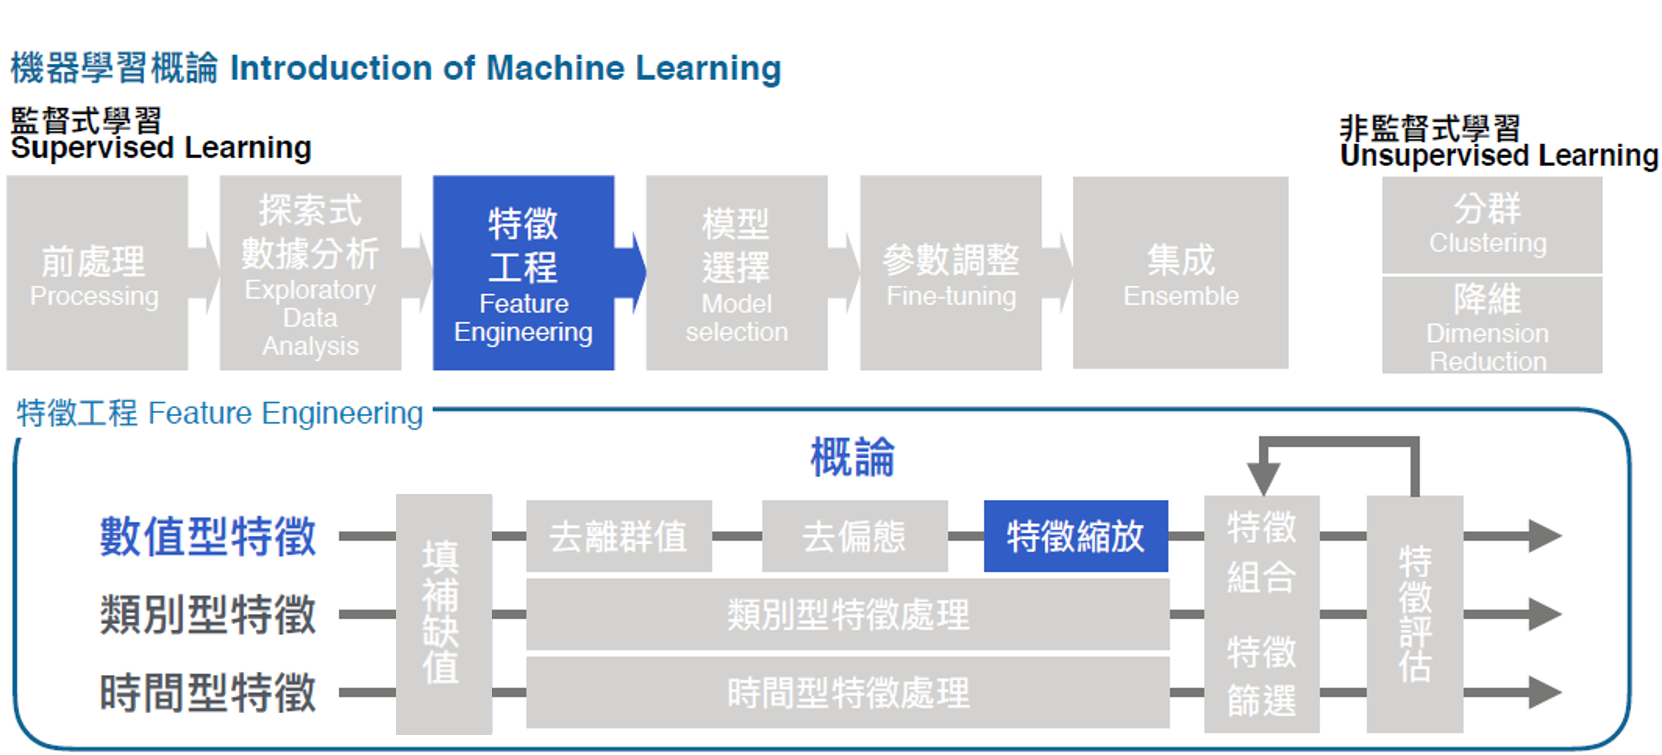 機器學習概論 Introduction of Machine Learning
監督式學習
Supervised Learning
非監督式學習
Unsupervised Learning
前處理
Processing
探索式
數據分析
Exploratory
Data
Analysis
特徵
工程
Feature
Engineering
模型
選擇
Model
selection
參數調整
Fine-tuning
集成
Ensemble
分群
Clustering
降維
Dimension
Reduction
特徵工程 Feature Engineering
概論
數值型特徵
類別型特徵
時間型特徵
填
補
缺
值
去離群值
去偏態
特徵縮放
類別型特徵處理
時間型特徵處理
特徵
組合
特徵
篩選
特
徵
評
估